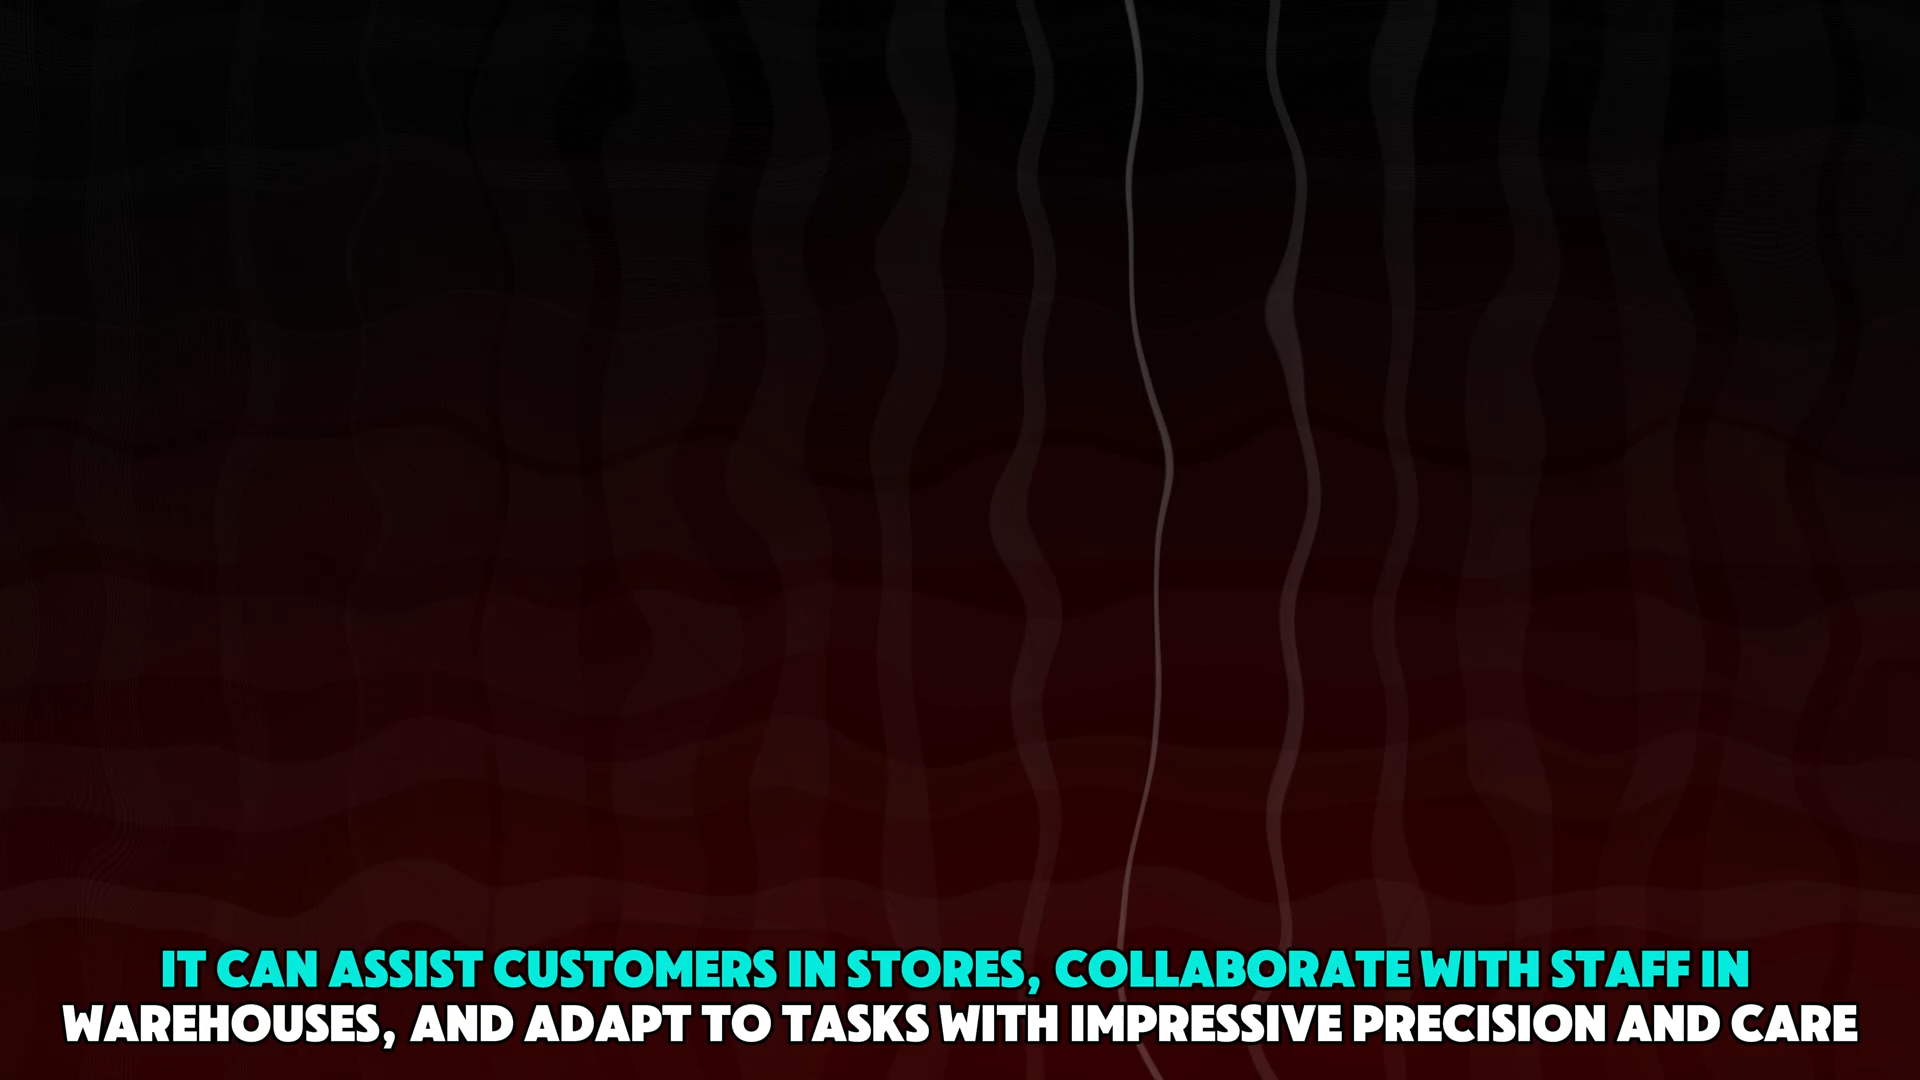 IT CAN ASSIST CUSTOMERS IN STORES, COLLABORATE WITH STAFF IN
WAREHOUSES, AND ADAPT TO TASKS WITH IMPRESSIVE PRECISION AND CARE